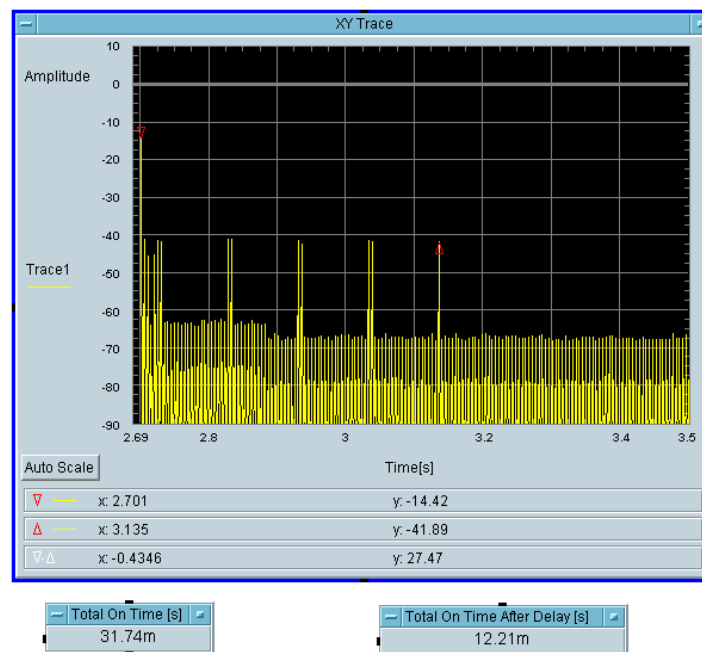 XY Trace
Amplitude
10
0
-10
-20
-30
-40
-50
-60
-70
-80
-90
Trace1
2.69 2.8 3 3.2 3.4 3.5
Auto Scale Time[s]
x: 2.701 y: -14.42
x: 3.135 y: -41.89
x: -0.4346 y: 27.47
Total On Time [s] Total On Time After Delay [s]
31.74m 12.21m